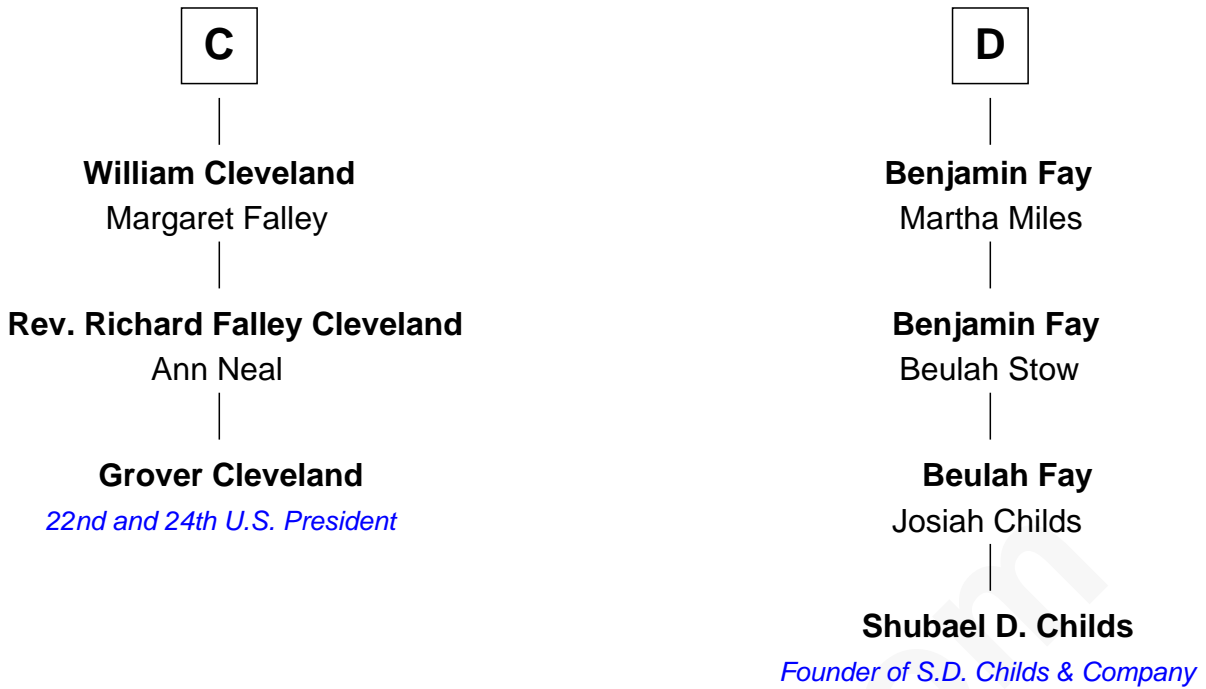 C
William Cleveland
Margaret Falley
Rev. Richard Falley Cleveland
Ann Neal
Grover Cleveland
22nd and 24th U.S. President
D
Benjamin Fay
Martha Miles
Benjamin Fay
Beulah Stow
Beulah Fay
Josiah Childs
Shubael D. Childs
Founder of S.D. Childs & Company